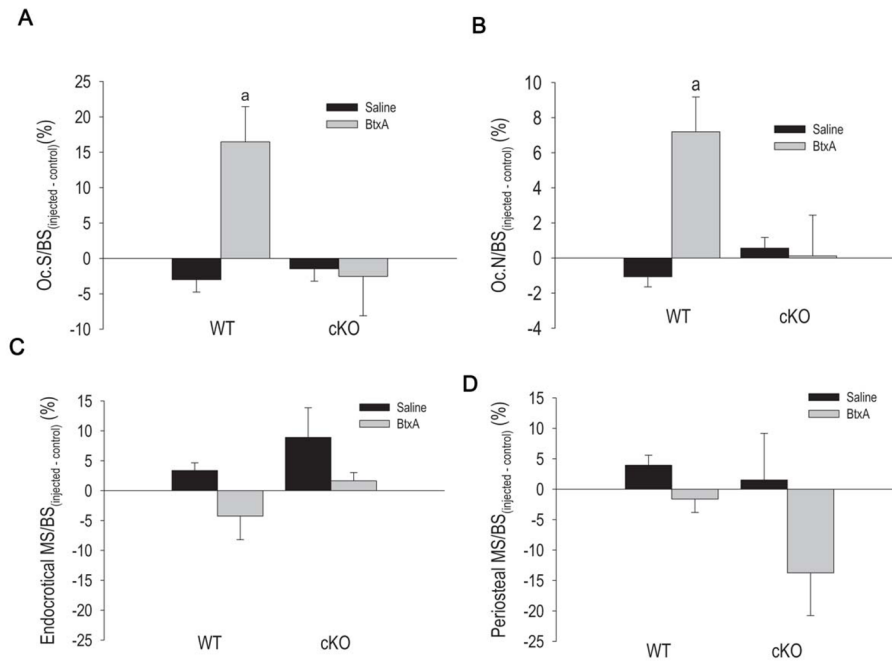 A
Oc.S/BS(injected - control) (%)
25
20
15
10
5
0
-5
-10
a
Saline
BtxA
WT
cKO
B
Oc.N/BS(injected - control) (%)
10
8
6
4
2
0
-2
-4
a
Saline
BtxA
WT
cKO
C
Endocrotical MS/BS(injected - control) (%)
15
10
5
0
-5
-10
-15
-20
-25
Saline
BtxA
WT
cKO
D
Periosteal MS/BS(injected - control) (%)
15
10
5
0
-5
-10
-15
-20
-25
Saline
BtxA
WT
cKO